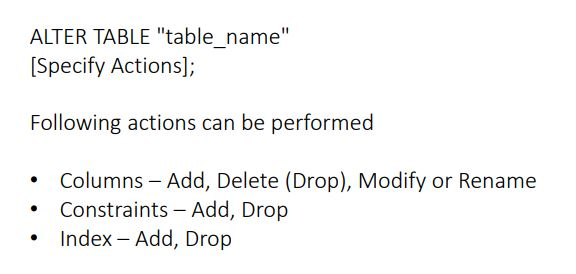 ALTER TABLE "table_name"
[Specify Actions];
Following actions can be performed
• Columns – Add, Delete (Drop), Modify or Rename
• Constraints – Add, Drop
• Index – Add, Drop